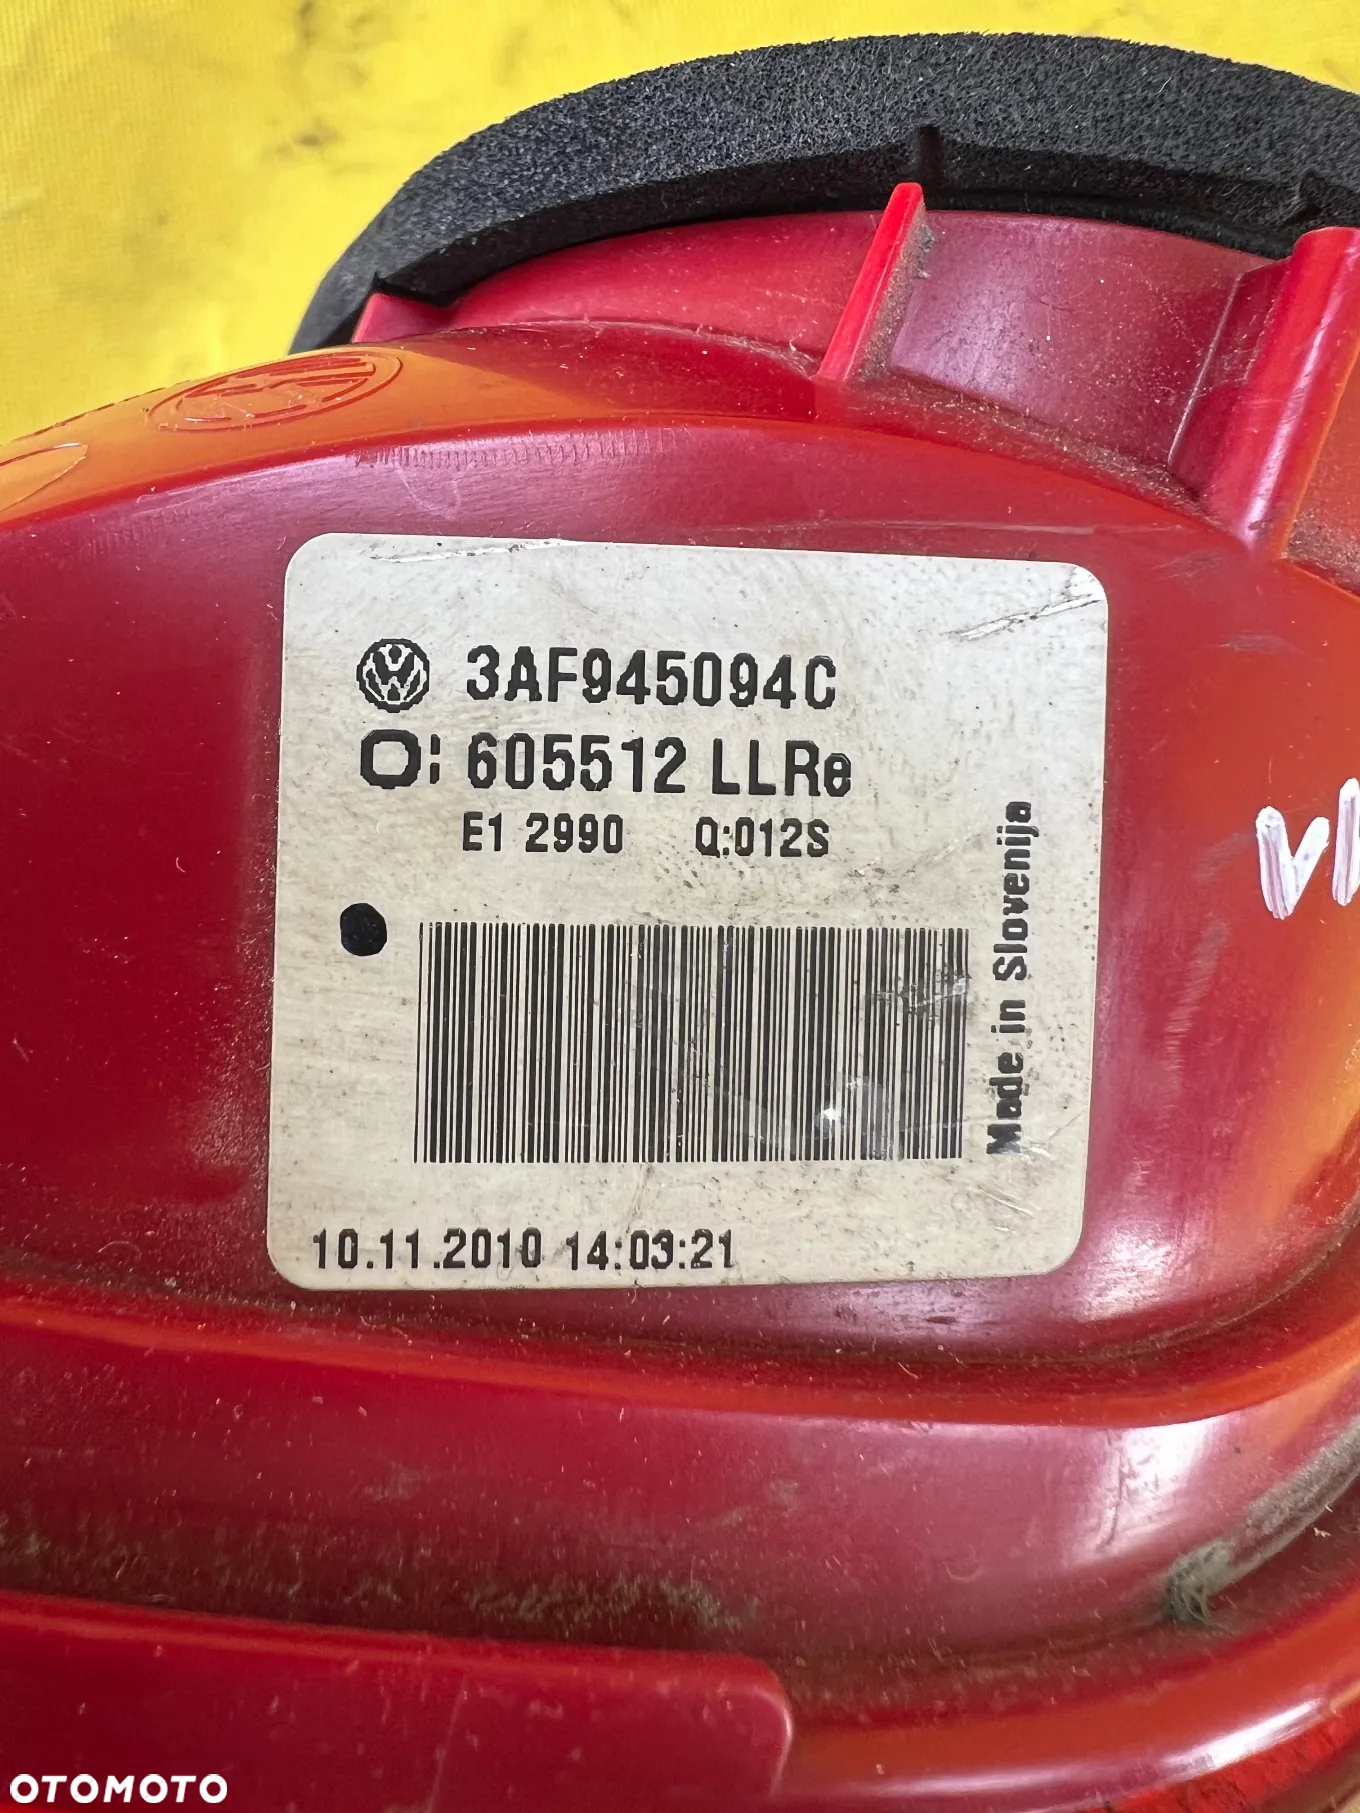 3AF945094C
O: 605512 LLRe
E1 2990 Q:012S
Made in Slovenija
10.11.2010 14:03:21
OTOMOTO